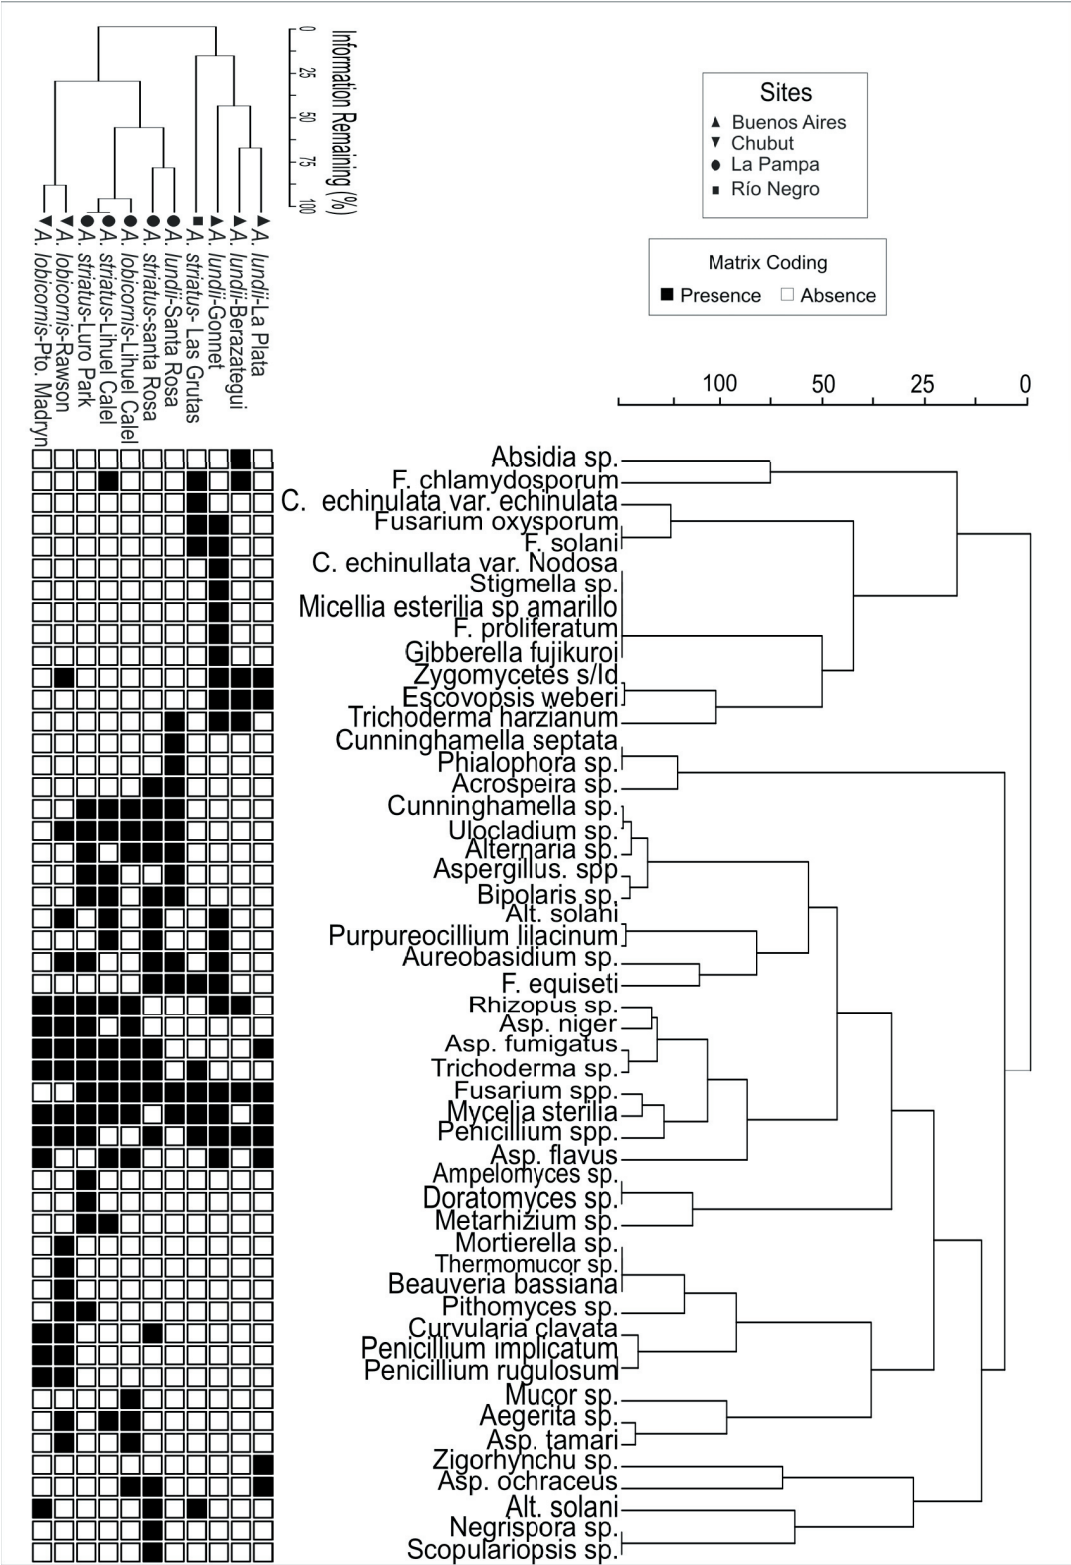 0
25
50
75
100
Information Remaining (%)
A. lobicornis-Pto. Madryn
A. lobicornis-Rawson
A. striatus-Luro Park
A. striatus-Lihuel Calel
A. lobicornis-Lihuel Calel
A. striatus-santa Rosa
A. lundii-Santa Rosa
A. striatus- Las Grutas
A. lundii-Gonnet
A. lundii-Berazategui
A. lundii-La Plata
Sites
Buenos Aires
Chubut
La Pampa
Río Negro
Matrix Coding
Presence Absence
100 50 25 0
Absidia sp.
F. chlamydosporum
C. echinulata var. echinulata
Fusarium oxysporum
F. solani
C. echinullata var. Nodosa
Stigmella sp.
Micellia esterilia sp amarillo
F. proliferatum
Gibberella fujikuroi
Zygomycetes s/Id
Escovopsis weberi
Trichoderma harzianum
Cunninghamella septata
Phialophora sp.
Acrospeira sp.
Cunninghamella sp.
Ulocladium sp.
Alternaria sp.
Aspergillus. spp
Bipolaris sp.
Alt. solani
Purpureocillium lilacinum
Aureobasidium sp.
F. equiseti
Rhizopus sp.
Asp. niger
Asp. fumigatus
Trichoderma sp.
Fusarium spp.
Mycelia sterilia
Penicillium spp.
Asp. flavus
Ampelomyces sp.
Doratomyces sp.
Metarhizium sp.
Mortierella sp.
Thermomucor sp.
Beauveria bassiana
Pithomyces sp.
Curvularia clavata
Penicillium implicatum
Penicillium rugulosum
Mucor sp.
Aegerita sp.
Asp. tamari
Zigorhynchu sp.
Asp. ochraceus
Alt. solani
Negrispora sp.
Scopulariopsis sp.